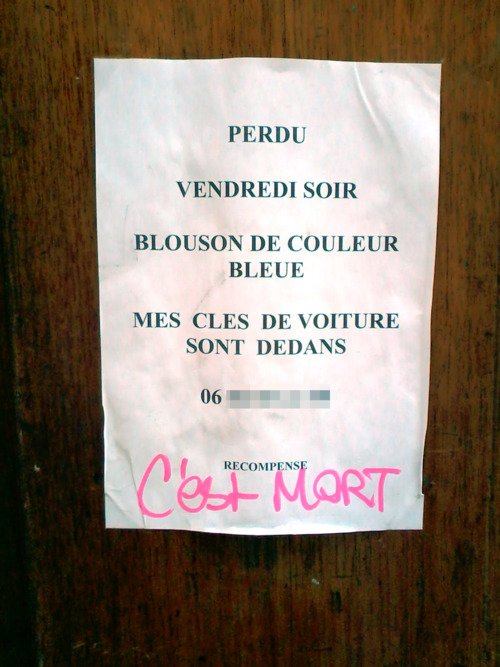 PERDU
VENDREDI SOIR
BLOUSON DE COULEUR
BLEUE
MES CLES DE VOITURE
SONT DEDANS
06
RECOMPENSE
C'est MORT